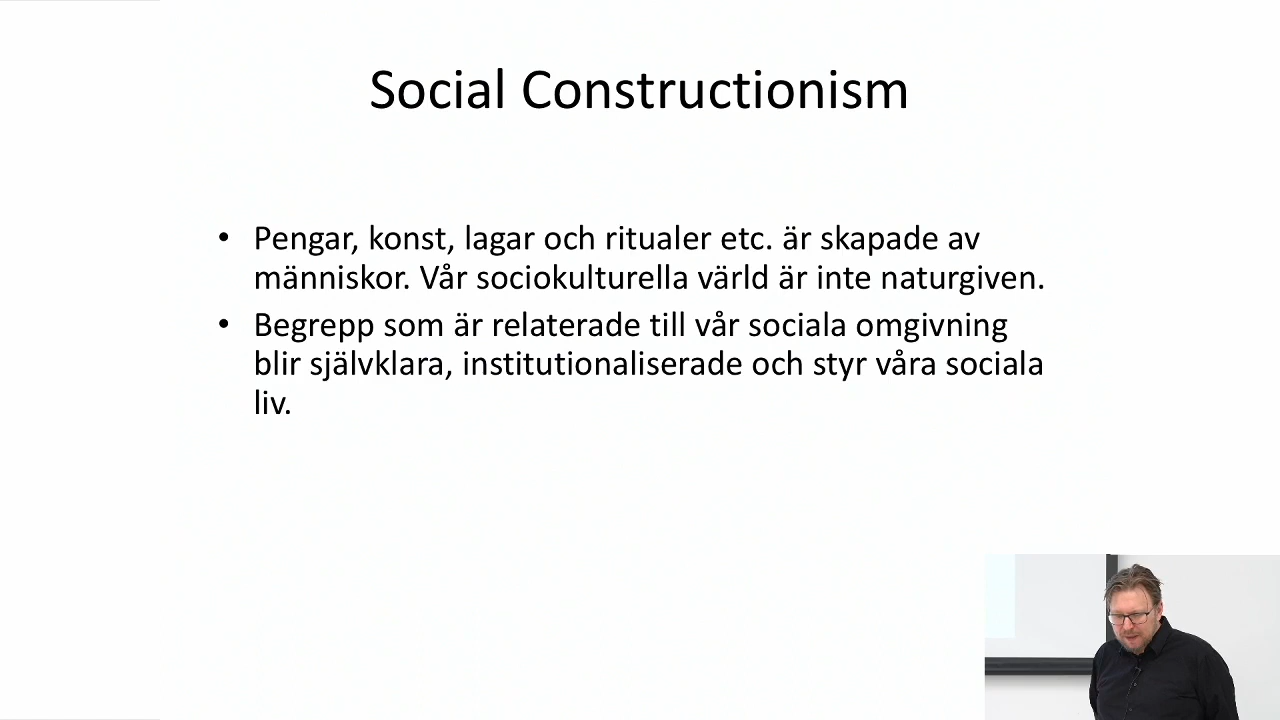 Social Constructionism
• Pengar, konst, lagar och ritualer etc. är skapade av
människor. Vår sociokulturella värld är inte naturgiven.
• Begrepp som är relaterade till vår sociala omgivning
blir självklara, institutionaliserade och styr våra sociala
liv.